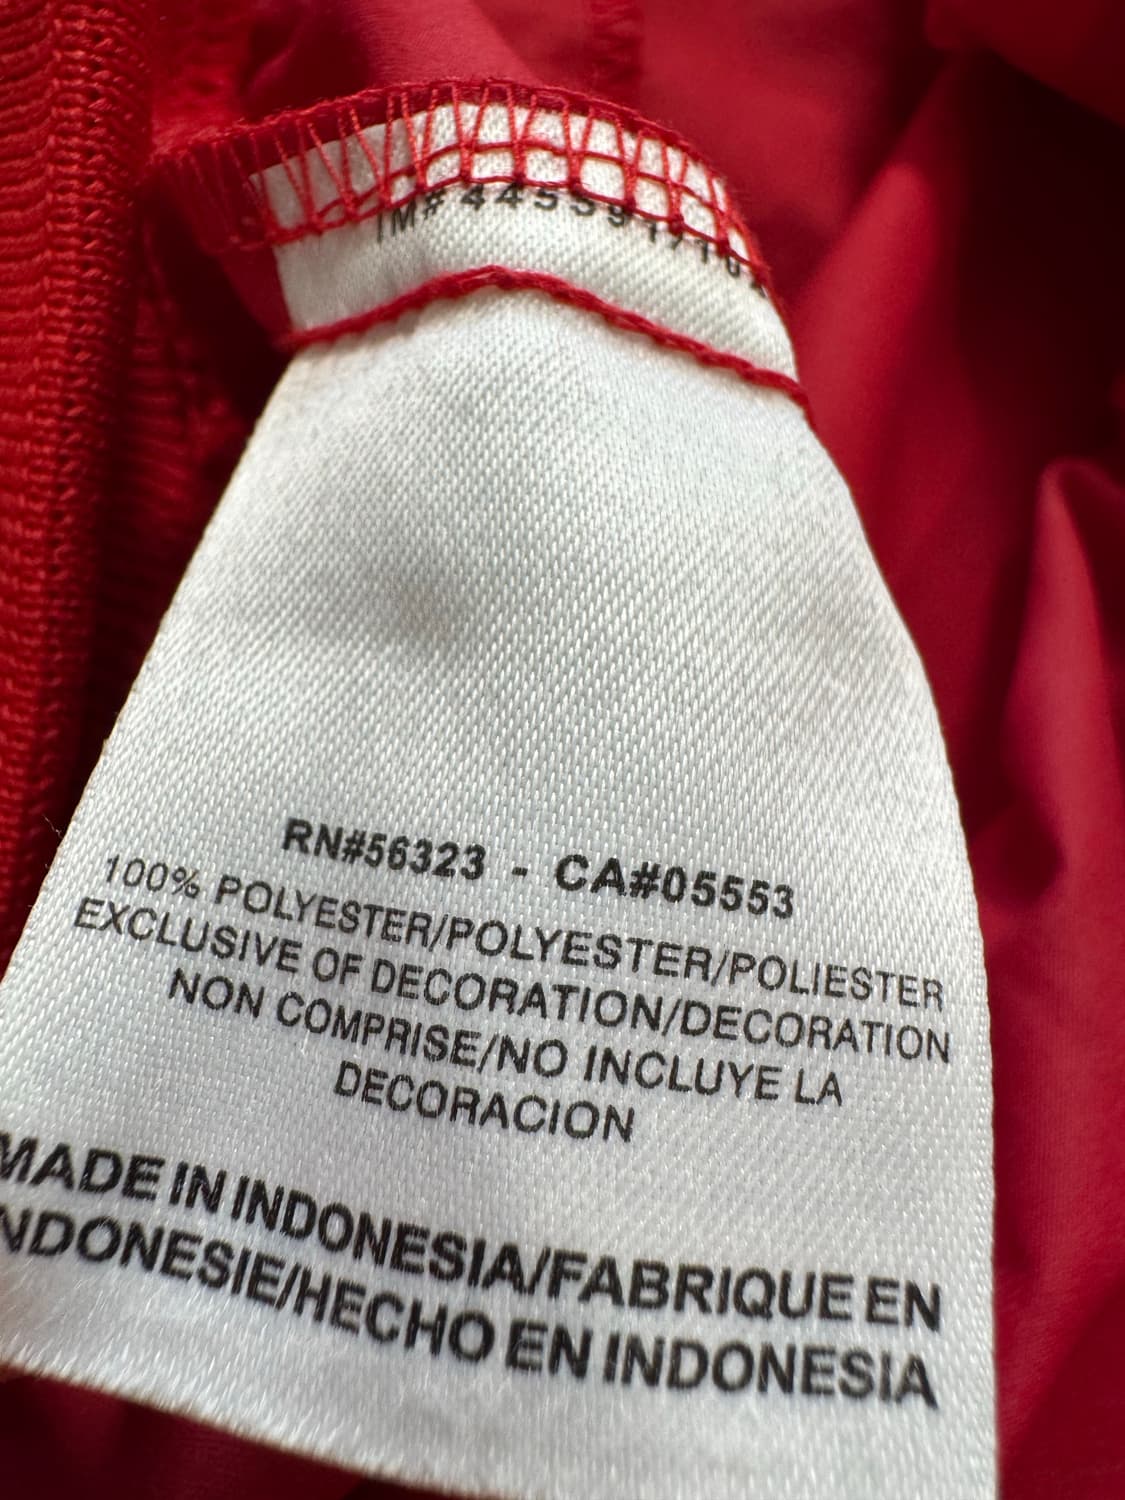 RN#56323 - CA#05553
100% POLYESTER/POLYESTER/POLIESTER
EXCLUSIVE OF DECORATION/DECORATION
NON COMPRISE/NO INCLUYE LA
DECORACION
MADE IN INDONESIA/FABRIQUE EN
INDONESIE/HECHO EN INDONESIA